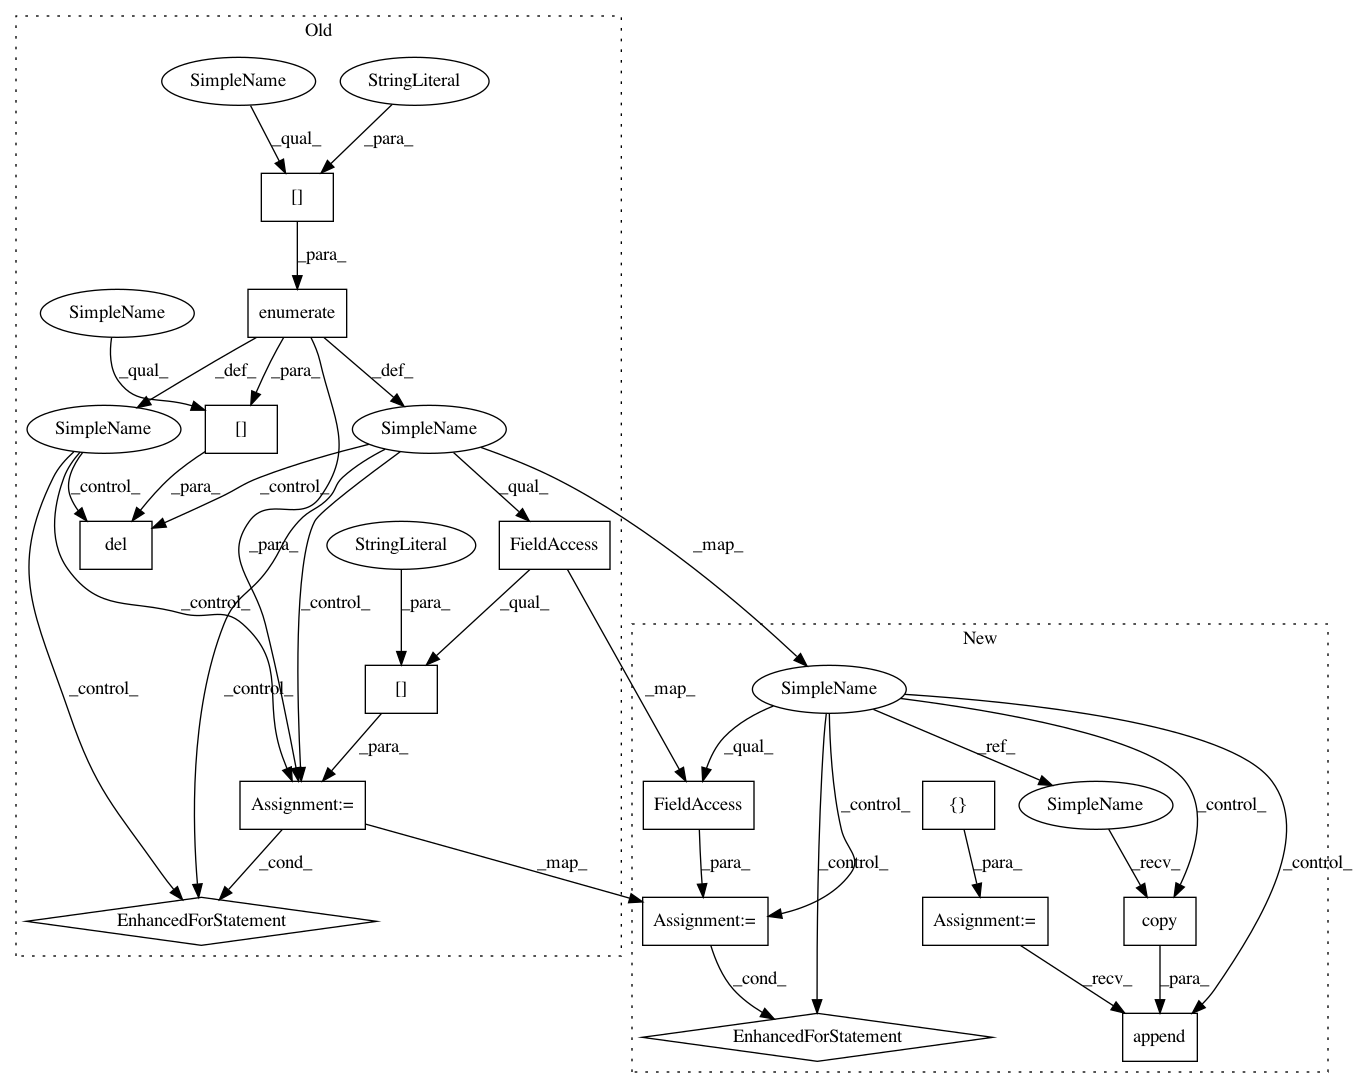 Old
SimpleName
StringLiteral
_qual_
_para_
[]
_para_
SimpleName
enumerate
_qual_
_def_
_para_
_def_
SimpleName
[]
SimpleName
_control_
_para_
_control_
_qual_
_map_
del
_para_
StringLiteral
FieldAccess
_control_
_control_
_para_
_qual_
New
_control_
_control_
[]
_map_
SimpleName
_para_
_qual_
_ref_
Assignment:=
FieldAccess
_control_
{}
SimpleName
_control_
_cond_
_map_
_para_
_control_
_para_
_recv_
_control_
EnhancedForStatement
Assignment:=
Assignment:=
copy
_cond_
_recv_
_para_
EnhancedForStatement
append